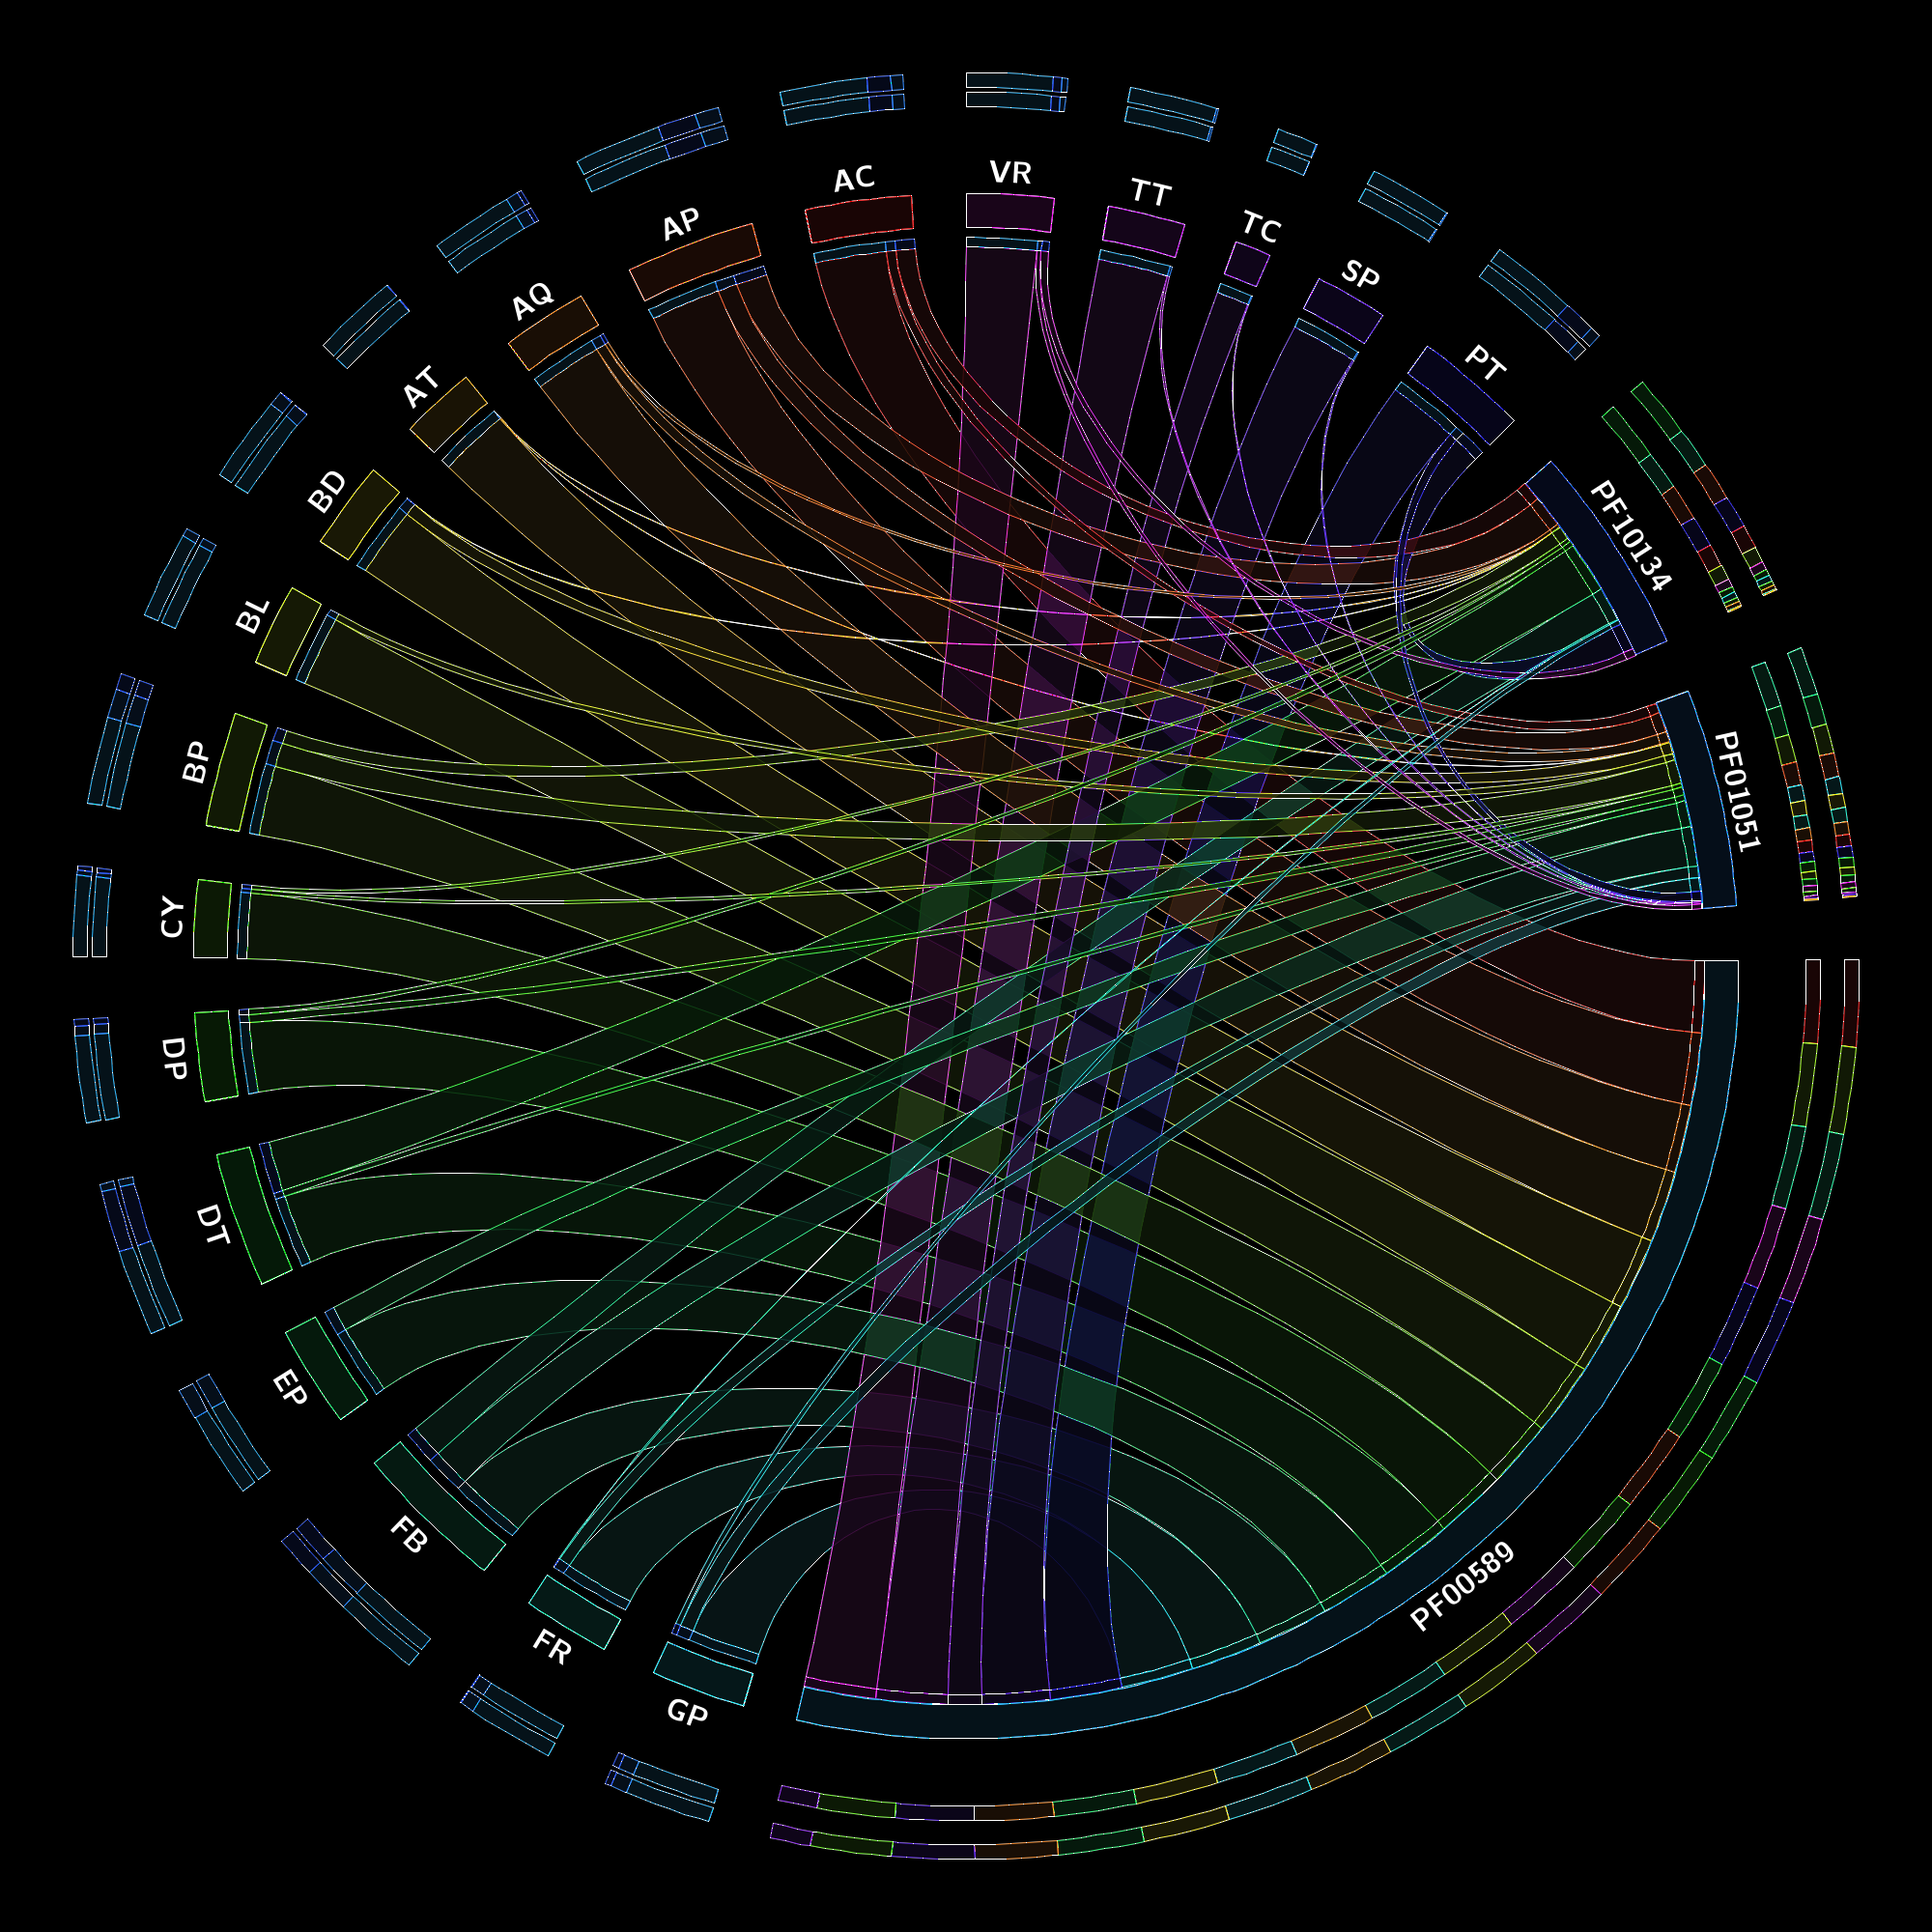 VR
TT
TC
SP
PT
PF10134
PF01051
PF00589
GP
FR
FB
EP
DT
DP
CY
BP
BL
BD
AT
AQ
AP
AC